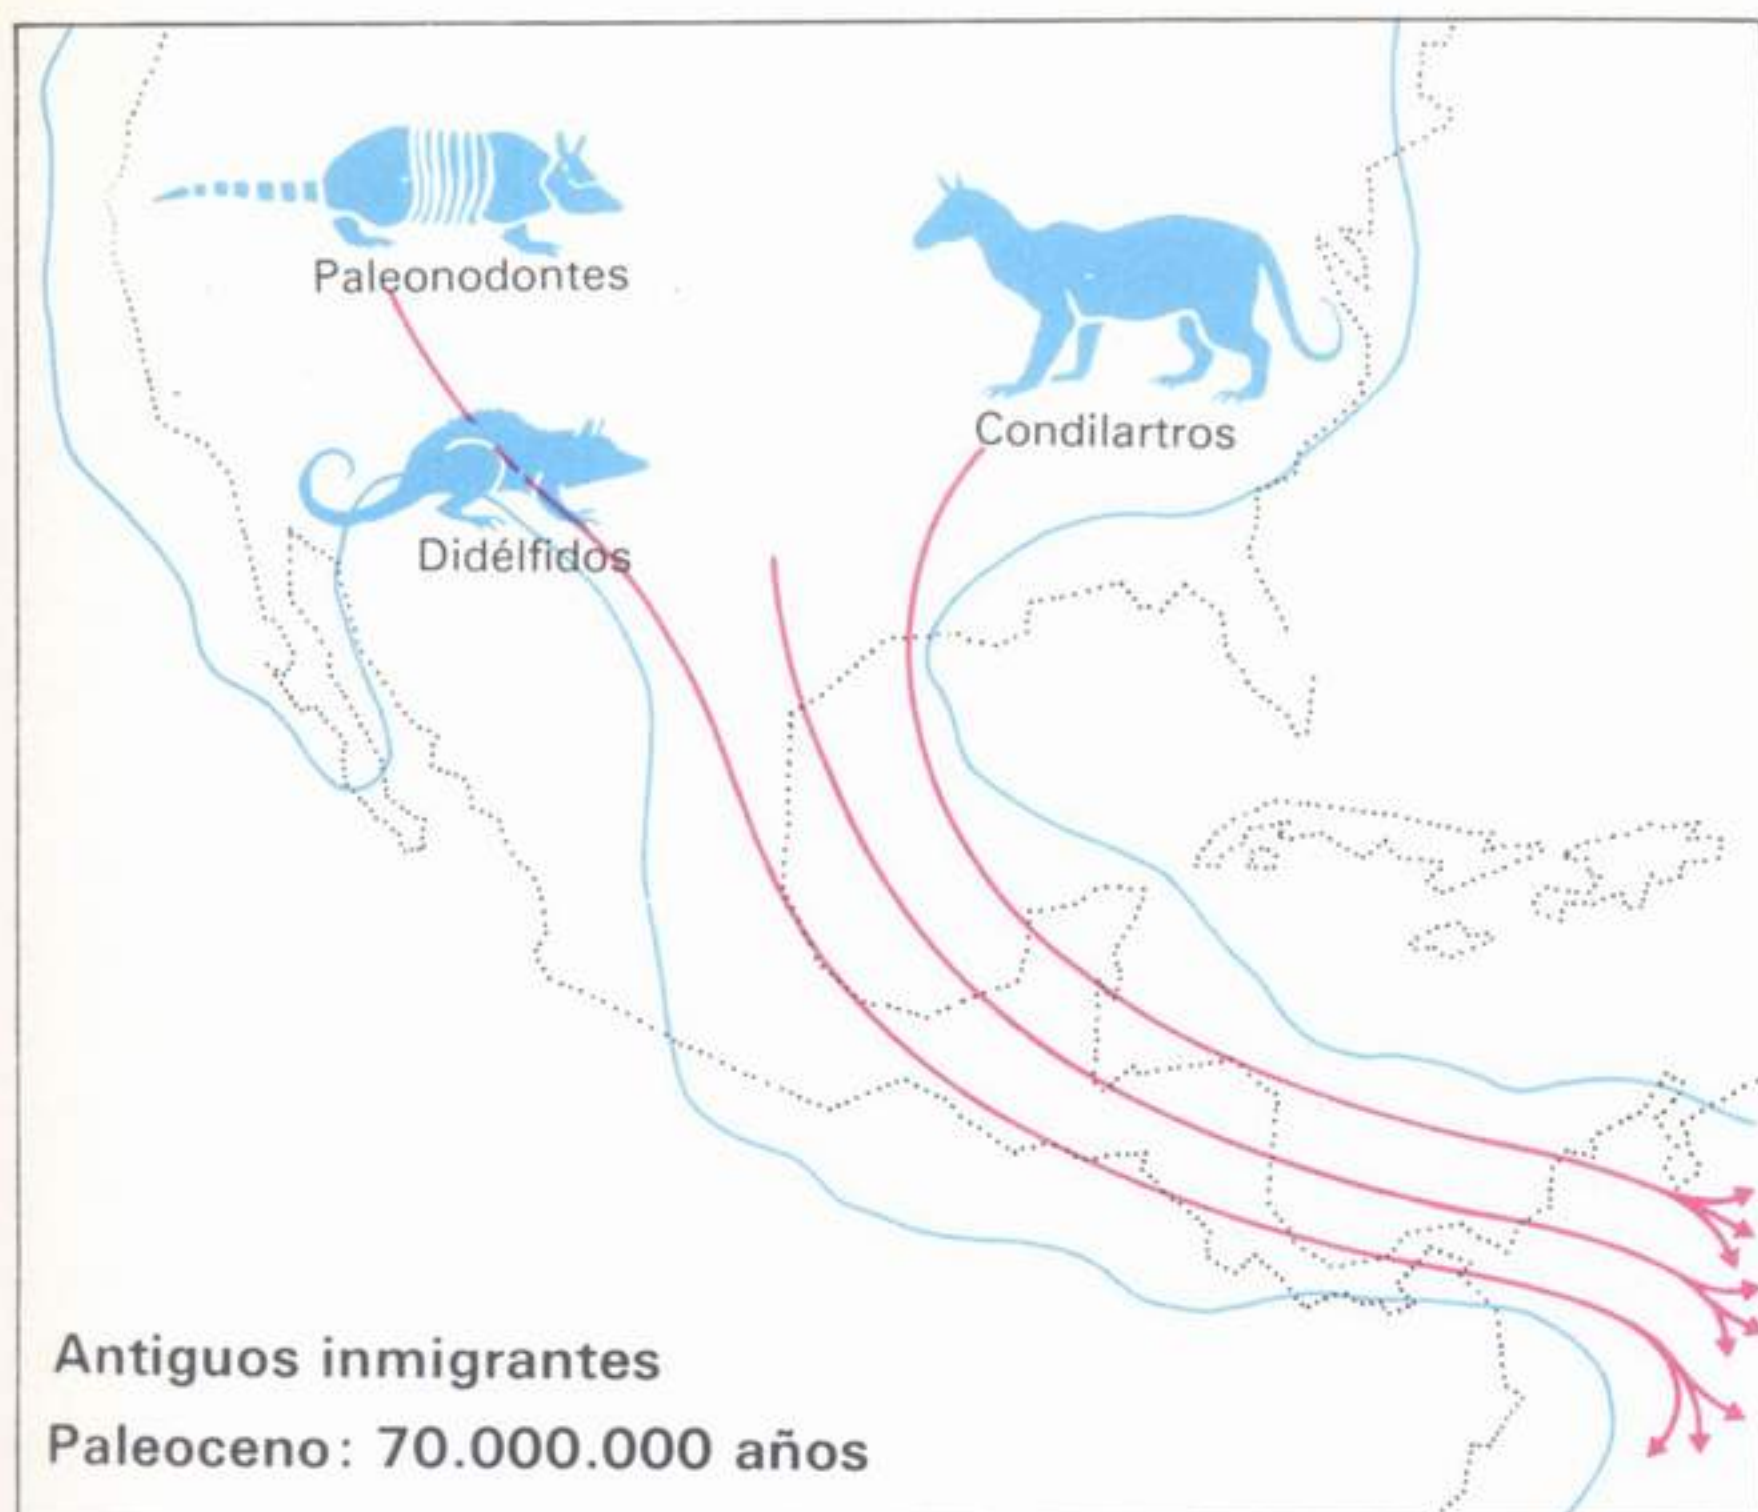 Paleonodontes
Condilartros
Didélfidos
Antiguos inmigrantes
Paleoceno: 70.000.000 años